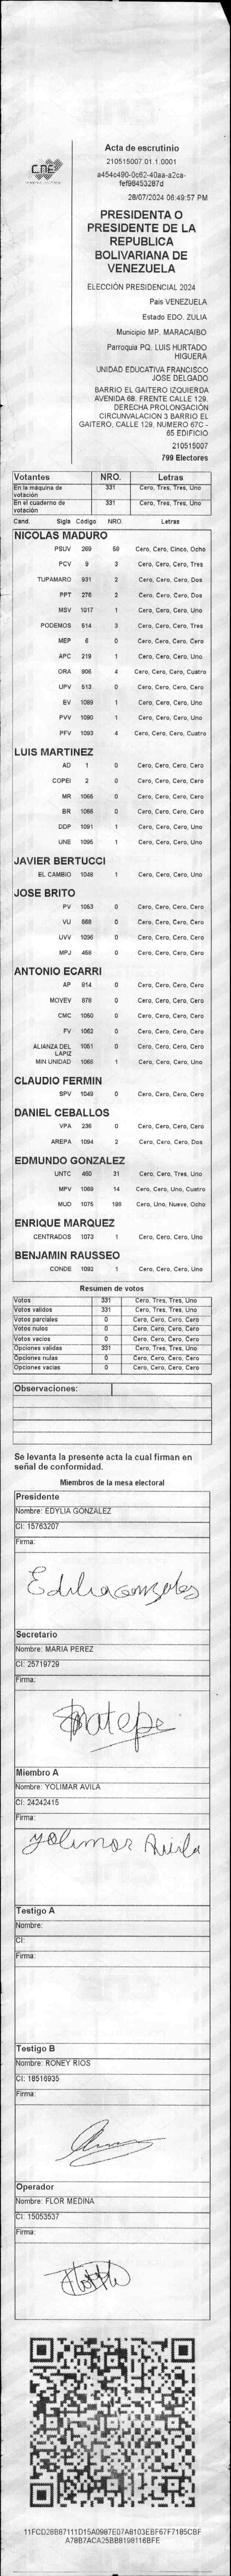 CNE
Acta de escrutinio
210515007.01.1.0001
a454c490-0c62-40aa-a2ca-
fef98453287d
28/07/2024 06:49:57 PM
PRESIDENTA O
PRESIDENTE DE LA
REPUBLICA
BOLIVARIANA DE
VENEZUELA
ELECCIÓN PRESIDENCIAL 2024
País VENEZUELA
Estado EDO. ZULIA
Municipio MP. MARACAIBO
Parroquia PQ. LUIS HURTADO
HIGUERA
UNIDAD EDUCATIVA FRANCISCO
JOSE DELGADO
BARRIO EL GAITERO IZQUIERDA
AVENIDA 68. FRENTE CALLE 129.
DERECHA PROLONGACIÓN
CIRCUNVALACIÓN 3 BARRIO EL
GAITERO, CALLE 129, NUMERO 67C -
65 EDIFICIO
210515007
799 Electores
Votantes NRO. Letras
En la máquina de votación 331 Cero, Tres, Tres, Uno
En el cuaderno de votación 331 Cero, Tres, Tres, Uno
Cand. Sigla Código NRO. Letras
NICOLAS MADURO
PSUV 269 58 Cero, Cero, Cinco, Ocho
PCV 9 3 Cero, Cero, Cero, Tres
TUPAMARO 931 2 Cero, Cero, Cero, Dos
PPT 276 2 Cero, Cero, Cero, Dos
MSV 1017 1 Cero, Cero, Cero, Uno
PODEMOS 614 3 Cero, Cero, Cero, Tres
MEP 6 0 Cero, Cero, Cero, Cero
APC 219 1 Cero, Cero, Cero, Uno
ORA 906 4 Cero, Cero, Cero, Cuatro
UPV 513 0 Cero, Cero, Cero, Cero
EV 1089 1 Cero, Cero, Cero, Uno
PVV 1090 1 Cero, Cero, Cero, Uno
PFV 1093 4 Cero, Cero, Cero, Cuatro
LUIS MARTINEZ
AD 1 0 Cero, Cero, Cero, Cero
COPEI 2 0 Cero, Cero, Cero, Cero
MR 0 Cero, Cero, Cero, Cero
BR 0 Cero, Cero, Cero, Cero
DDP 1091 1 Cero, Cero, Cero, Uno
UNE 1095 1 Cero, Cero, Cero, Uno
JAVIER BERTUCCI
EL CAMBIO 1048 1 Cero, Cero, Cero, Uno
JOSE BRITO
PV 1053 0 Cero, Cero, Cero, Cero
VU 668 0 Cero, Cero, Cero, Cero
UVV 1096 0 Cero, Cero, Cero, Cero
MPJ 458 0 Cero, Cero, Cero, Cero
ANTONIO ECARRI
AP 814 0 Cero, Cero, Cero, Cero
MOVEV 878 0 Cero, Cero, Cero, Cero
CMC 1050 0 Cero, Cero, Cero, Cero
FV 1062 0 Cero, Cero, Cero, Cero
ALIANZA DEL LAPIZ 1051 0 Cero, Cero, Cero, Cero
MIN UNIDAD 1 Cero, Cero, Cero, Uno
CLAUDIO FERMIN
SPV 1049 0 Cero, Cero, Cero, Cero
DANIEL CEBALLOS
VPA 236 0 Cero, Cero, Cero, Cero
AREPA 1094 2 Cero, Cero, Cero, Dos
EDMUNDO GONZALEZ
UNTC 460 31 Cero, Cero, Tres, Uno
MPV 1069 14 Cero, Cero, Uno, Cuatro
MUD 1075 198 Cero, Uno, Nueve, Ocho
ENRIQUE MARQUEZ
CENTRADOS 1073 1 Cero, Cero, Cero, Uno
BENJAMIN RAUSSEO
CONDE 1092 1 Cero, Cero, Cero, Uno
Resumen de votos
Votos 331 Cero, Tres, Tres, Uno
Votos validos 331 Cero, Tres, Tres, Uno
Votos parciales 0 Cero, Cero, Cero, Cero
Votos nulos 0 Cero, Cero, Cero, Cero
Votos vacios 0 Cero, Cero, Cero, Cero
Opciones validas 331 Cero, Tres, Tres, Uno
Opciones nulas 0 Cero, Cero, Cero, Cero
Opciones vacias 0 Cero, Cero, Cero, Cero
Observaciones:
Se levanta la presente acta la cual firman en
señal de conformidad.
Miembros de la mesa electoral
Presidente
Nombre: EDYLIA GONZALEZ
CI: 15763207
Firma:
Edilia gonzales
Secretario
Nombre: MARIA PEREZ
CI: 25719729
Firma:
Miembro A
Nombre: YOLIMAR AVILA
CI: 24242415
Firma:
Yolimar Avila
Testigo A
Nombre:
CI:
Firma:
Testigo B
Nombre: RONEY RIOS
CI: 18516935
Firma:
Operador
Nombre: FLOR MEDINA
CI: 15053537
Firma:
11FCD28B87111D15A0987E07A8103EBF67F7185CBF
A78B7ACA25BB8198116BFE